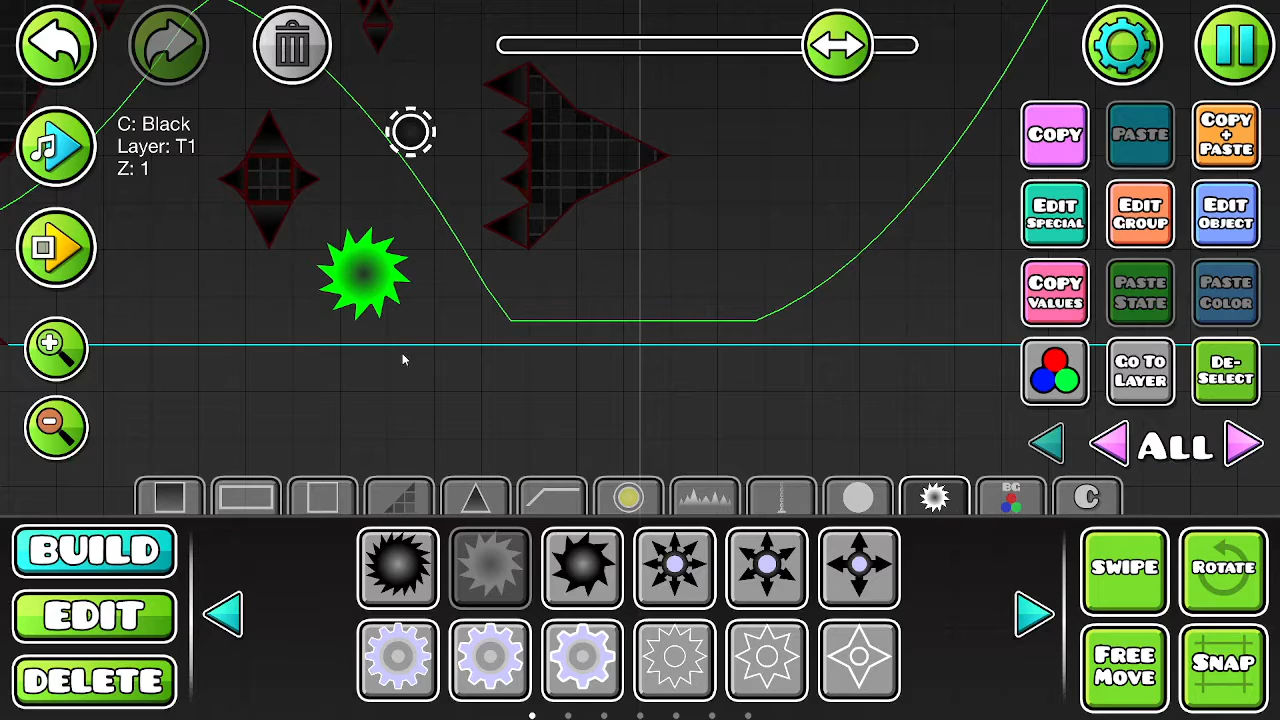 C: Black
Layer: T1
Z: 1
COPY
PASTE
COPY
+
PASTE
EDIT
SPECIAL
EDIT
GROUP
EDIT
OBJECT
COPY
VALUES
PASTE
STATE
PASTE
COLOR
GO TO
LAYER
DE-
SELECT
ALL
BG
C
BUILD
EDIT
DELETE
SWIPE
ROTATE
FREE
MOVE
SNAP